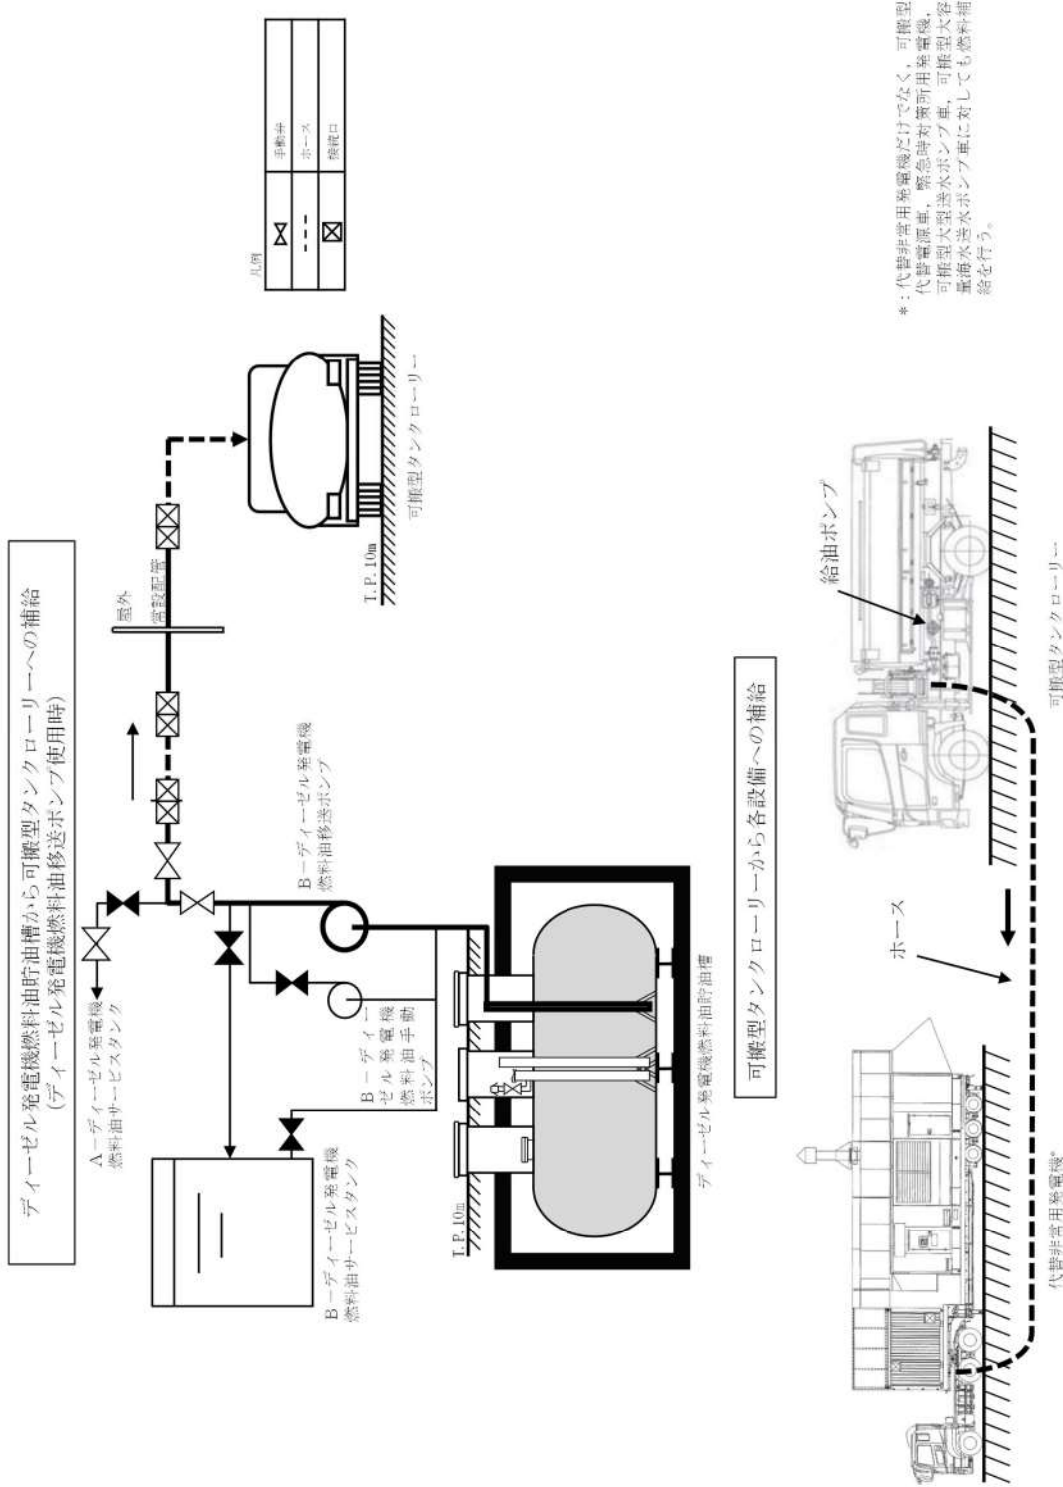 ディーゼル発電機燃料油貯油槽から可搬型タンクローリーへの補給
(ディーゼル発電機燃料油移送ポンプ使用時)
A－ディーゼル発電機
燃料油サービスタンク
屋外
常設配管
凡例
手動弁
ホース
接続口
B－ディーゼル発電機
燃料油サービスタンク
B－ディー
ゼル発電機
燃料油手動
ポンプ
B－ディーゼル発電機
燃料油移送ポンプ
T.P.10m
可搬型タンクローリー
T.P.10m
ディーゼル発電機燃料油貯油槽
可搬型タンクローリーから各設備への補給
給油ポンプ
ホース
代替非常用発電機*
可搬型タンクローリー
*：代替非常用発電機だけでなく，可搬型
代替電源車，緊急時対策所用発電機，
可搬型大型送水ポンプ車，可搬型大容
量海水送水ポンプ車に対しても燃料補
給を行う。